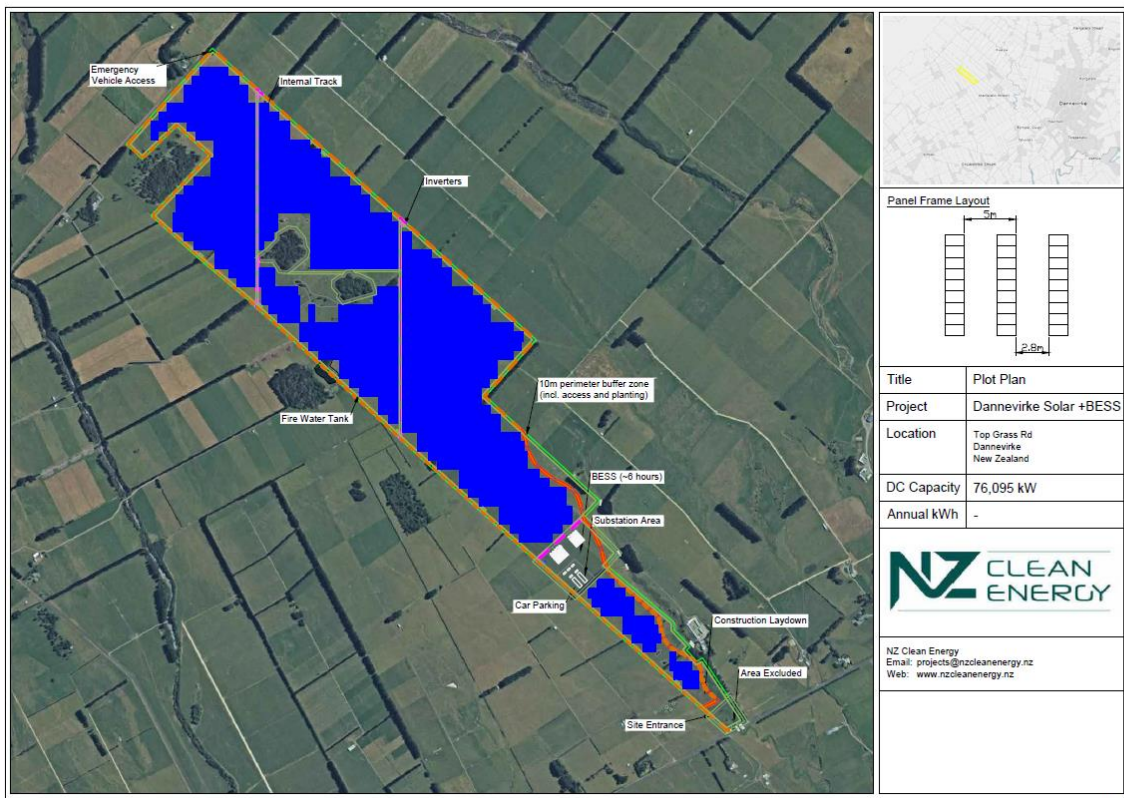 Emergency
Vehicle Access
Internal Track
Inverters
Fire Water Tank
10m perimeter buffer zone
(incl. access and planting)
BESS (~6 hours)
Substation Area
Car Parking
Construction Laydown
Area Excluded
Site Entrance
Dannevirke
Panel Frame Layout
5m
2.8m
Title Plot Plan
Project Dannevirke Solar +BESS
Location Top Grass Rd
Dannevirke
New Zealand
DC Capacity 76,095 kW
Annual kWh -
NZ CLEAN
ENERGY
NZ Clean Energy
Email: projects@nzcleanenergy.nz
Web: www.nzcleanenergy.nz